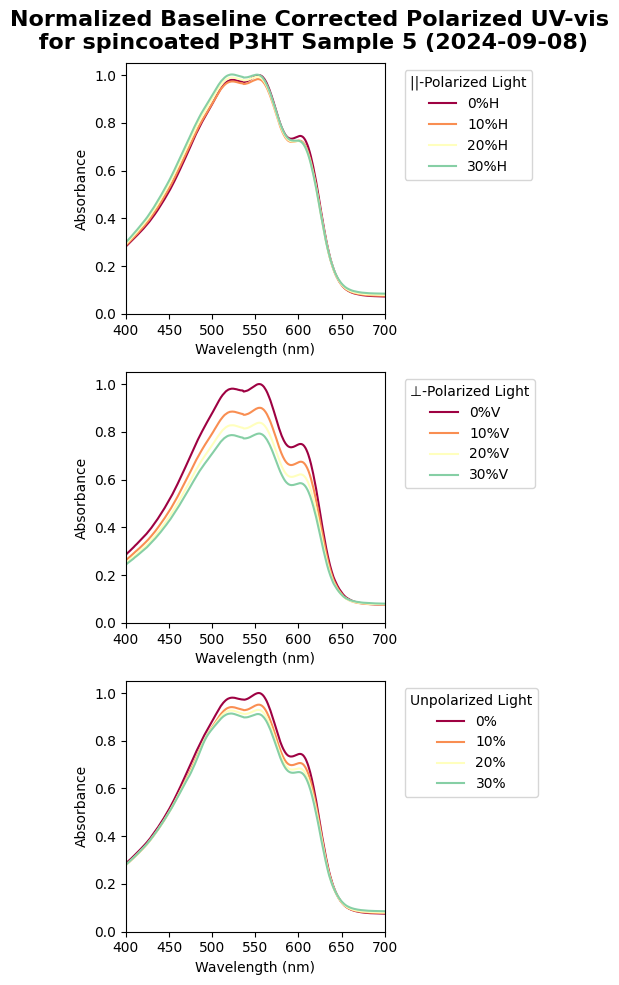 Normalized Baseline Corrected Polarized UV-vis
for spincoated P3HT Sample 5 (2024-09-08)
1.0
0.8
0.6
0.4
0.2
0.0
Absorbance
400 450 500 550 600 650 700
Wavelength (nm)
||-Polarized Light
0%H
10%H
20%H
30%H
1.0
0.8
0.6
0.4
0.2
0.0
Absorbance
400 450 500 550 600 650 700
Wavelength (nm)
⊥-Polarized Light
0%V
10%V
20%V
30%V
1.0
0.8
0.6
0.4
0.2
0.0
Absorbance
400 450 500 550 600 650 700
Wavelength (nm)
Unpolarized Light
0%
10%
20%
30%